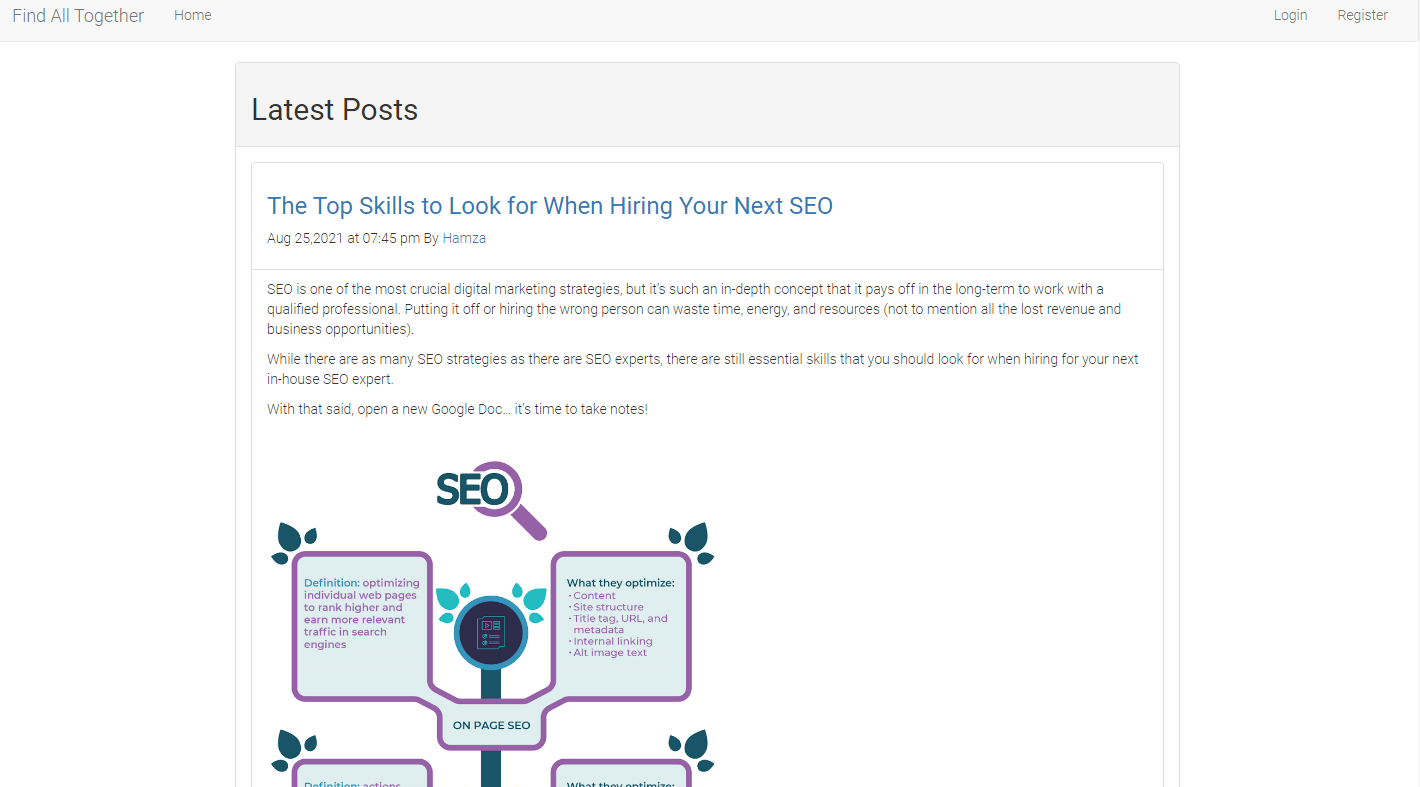 Find All Together Home Login Register
Latest Posts
The Top Skills to Look for When Hiring Your Next SEO
Aug 25,2021 at 07:45 pm By Hamza
SEO is one of the most crucial digital marketing strategies, but it's such an in-depth concept that it pays off in the long-term to work with a
qualified professional. Putting it off or hiring the wrong person can waste time, energy, and resources (not to mention all the lost revenue and
business opportunities).
While there are as many SEO strategies as there are SEO experts, there are still essential skills that you should look for when hiring for your next
in-house SEO expert.
With that said, open a new Google Doc... it's time to take notes!
SEO
Definition: optimizing
individual web pages
to rank higher and
earn more relevant
traffic in search
engines
What they optimize:
• Content
• Site structure
• Title tag, URL, and
metadata
• Internal linking
• Alt image text
ON PAGE SEO
Definition: actions
What they optimize: